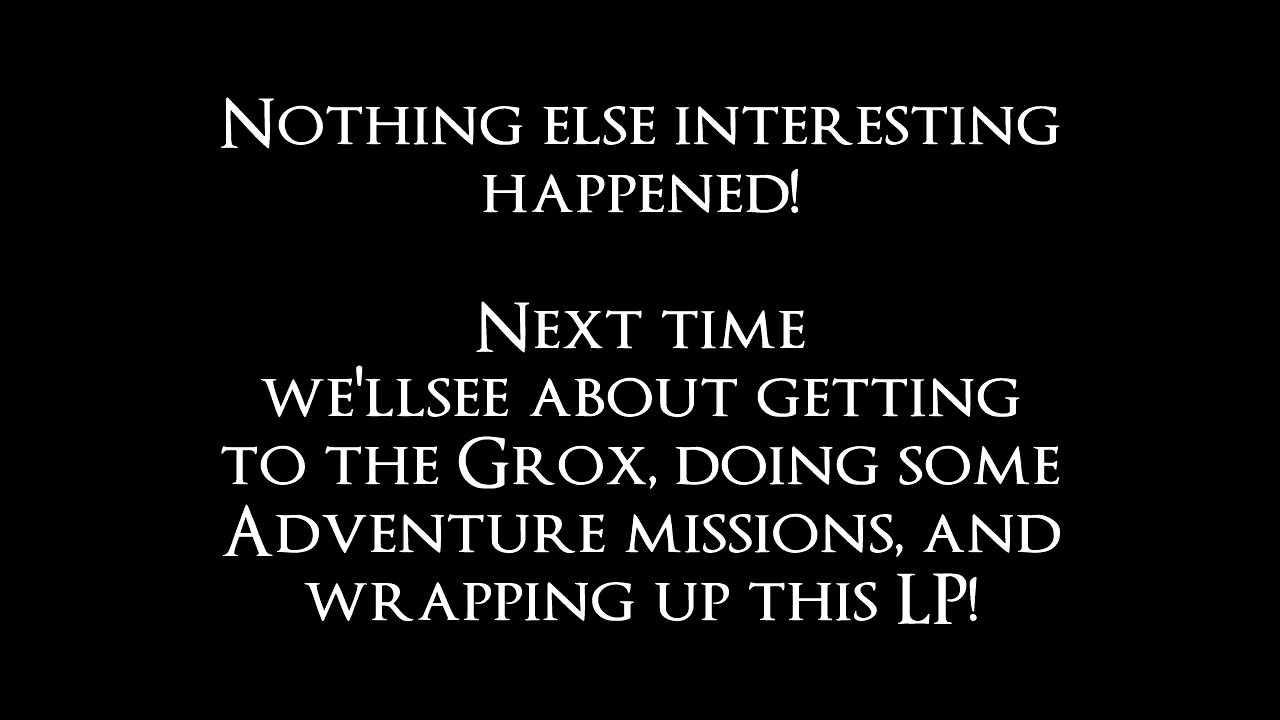 Nothing else interesting
happened!
Next time
we'llsee about getting
to the Grox, doing some
Adventure missions, and
wrapping up this LP!